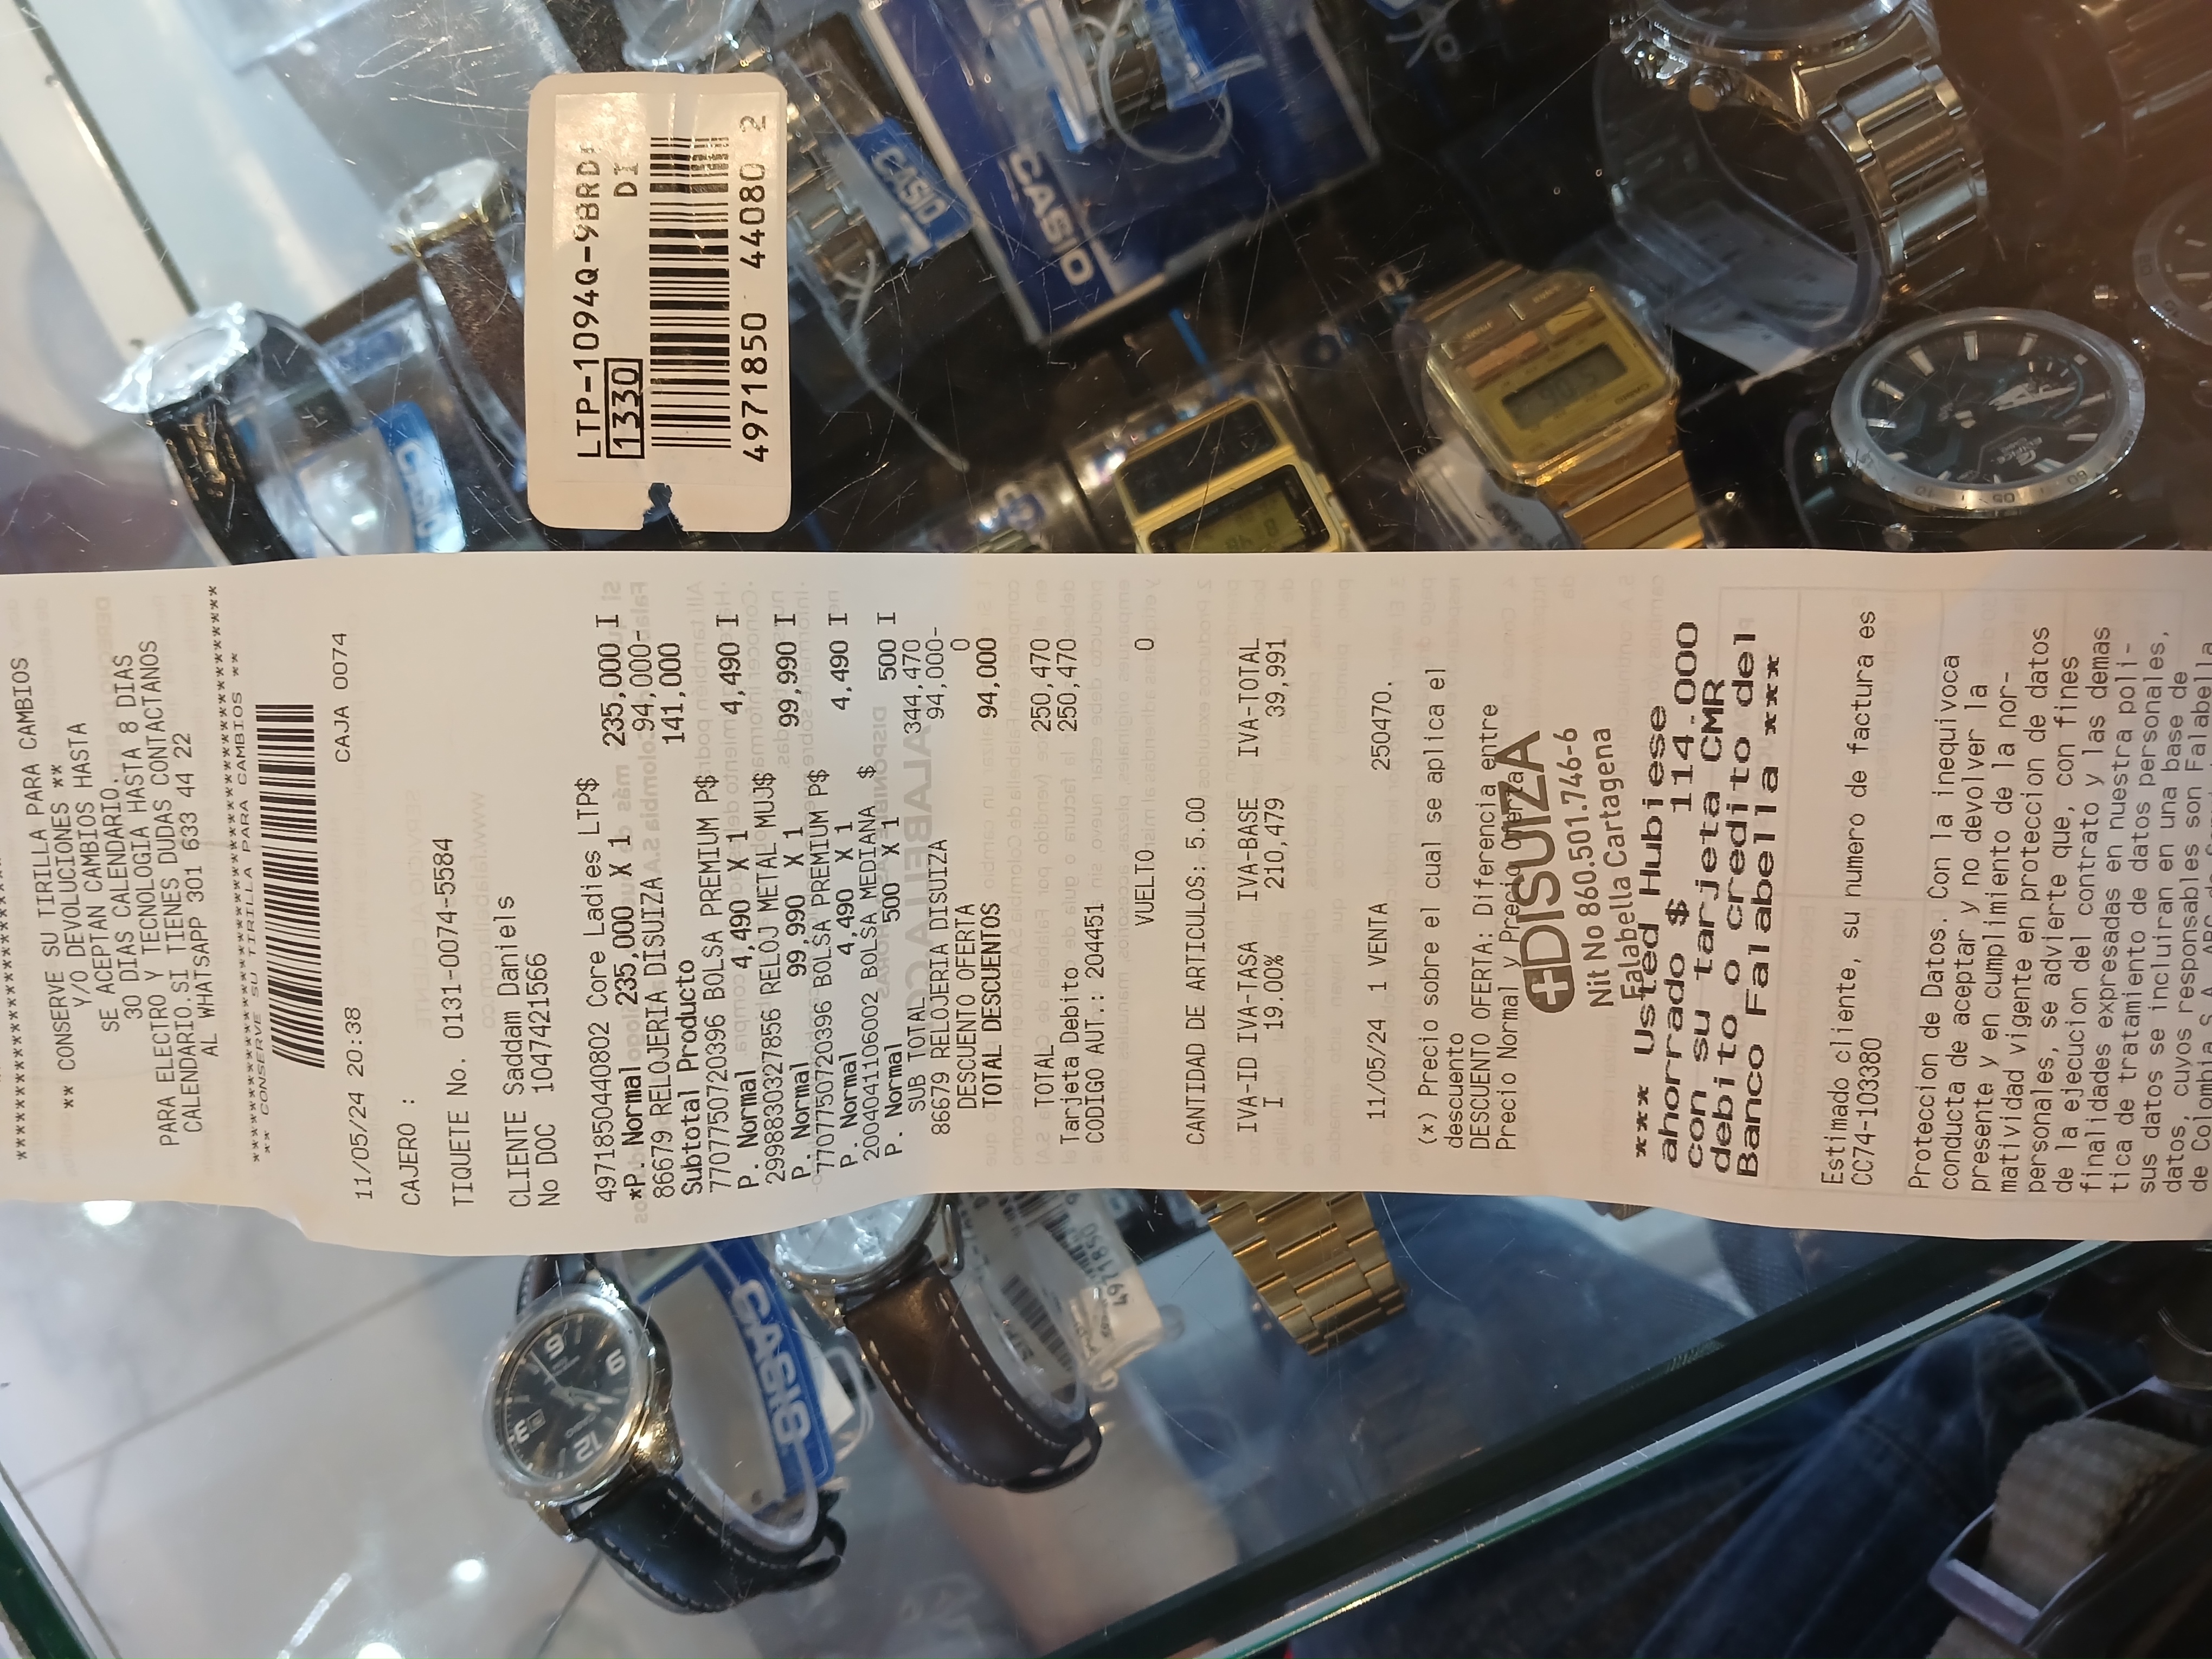 LTP-1094Q-9BRD
DI
1330
4971850 44080 2
CASIO
CASIO
CASIO
CASIO
** CONSERVE SU TIRILLA PARA CAMBIOS
Y/O DEVOLUCIONES **
SE ACEPTAN CAMBIOS HASTA
30 DIAS CALENDARIO.
PARA ELECTRO Y TECNOLOGIA HASTA 8 DIAS
CALENDARIO.SI TIENES DUDAS CONTACTANOS
AL WHATSAPP 301 633 44 22
** CONSERVE SU TIRILLA PARA CAMBIOS **
11/05/24 20:38 CAJA 0074
CAJERO :
TIQUETE No. 0131-0074-5584
CLIENTE Saddam Daniels
No DOC 1047421566
4971850440802 Core Ladies LTP$ 235,000 I
*P. Normal 235,000 X 1 94,000-
86679 RELOJERIA DISUIZA
Subtotal Producto 141,000
7707750720396 BOLSA PREMIUM P$ 4,490 I
P. Normal 4,490 X 1
2998830327856 RELOJ METAL MUJ$ 99,990 I
P. Normal 99,990 X 1
7707750720396 BOLSA PREMIUM P$ 4,490 I
P. Normal 4,490 X 1
2004041106002 BOLSA MEDIANA $ 500 I
P. Normal 500 X 1
SUB TOTAL 344,470
86679 RELOJERIA DISUIZA 94,000-
DESCUENTO OFERTA 0
TOTAL DESCUENTOS 94,000
TOTAL 250,470
Tarjeta Debito 250,470
CODIGO AUT.: 204451
VUELTO 0
CANTIDAD DE ARTICULOS: 5.00
IVA-ID IVA-TASA IVA-BASE IVA-TOTAL
I 19.00% 210,479 39,991
11/05/24 1 VENTA 250470.
(*) Precio sobre el cual se aplica el
descuento
DESCUENTO OFERTA: Diferencia entre
Precio Normal y Precio Oferta
DISUIZA
Nit No 860.501.746-6
Falabella Cartagena
*** Usted Hubiese
ahorrado $ 114.000
con su tarjeta CMR
debito o credito del
Banco Falabella ***
Estimado cliente, su numero de factura es
CC74-103380
Proteccion de Datos. Con la inequivoca
conducta de aceptar y no devolver la
presente y en cumplimiento de la nor-
matividad vigente en proteccion de datos
personales, se advierte que, con fines
de la ejecucion del contrato y las demas
finalidades expresadas en nuestra poli-
tica de tratamiento de datos personales,
sus datos se incluiran en una base de
datos, cuyos responsables son Falabella
de Colombia S.A.